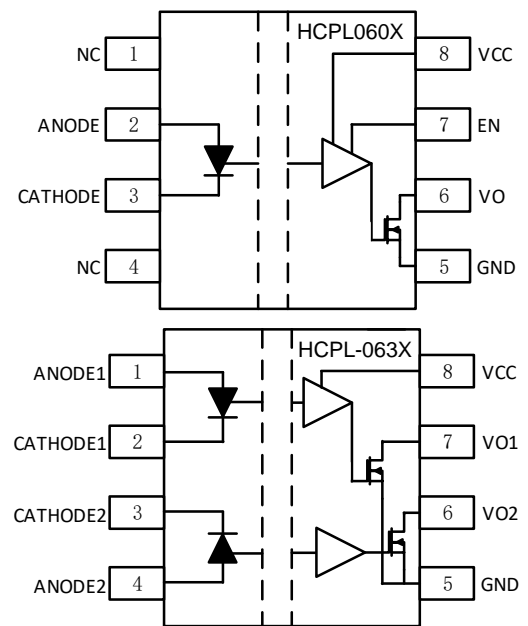 HCPL060X
NC 1 8 VCC
ANODE 2 7 EN
CATHODE 3 6 VO
NC 4 5 GND
HCPL-063X
ANODE1 1 8 VCC
CATHODE1 2 7 VO1
CATHODE2 3 6 VO2
ANODE2 4 5 GND